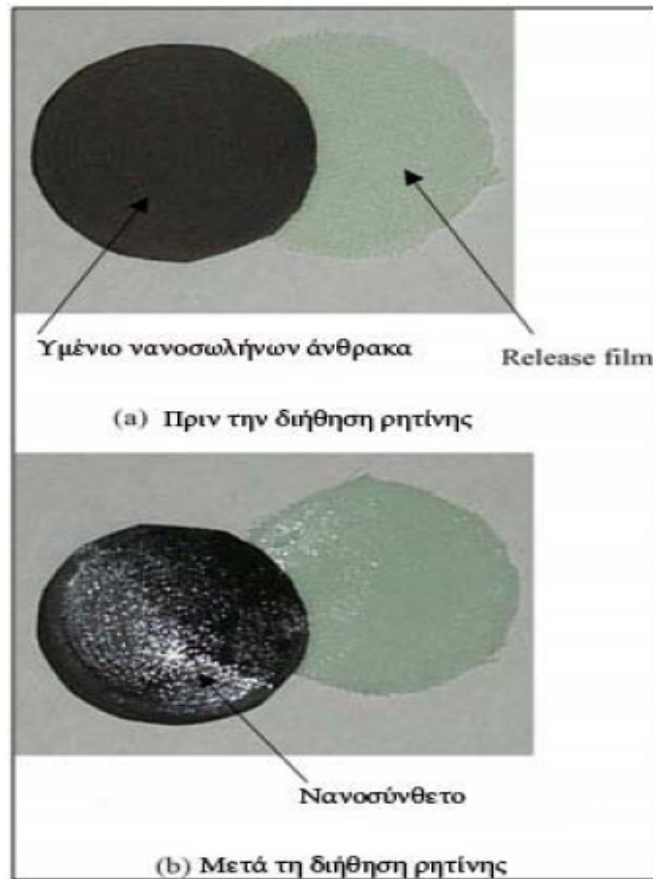 Υμένιο νανοσωλήνων άνθρακα
Release film
(a) Πριν την διήθηση ρητίνης
Νανοσύνθετο
(b) Μετά τη διήθηση ρητίνης